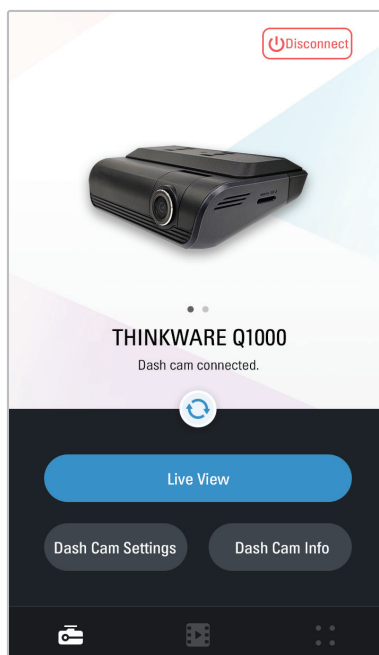 Disconnect
THINKWARE Q1000
Dash cam connected.
Live View
Dash Cam Settings
Dash Cam Info